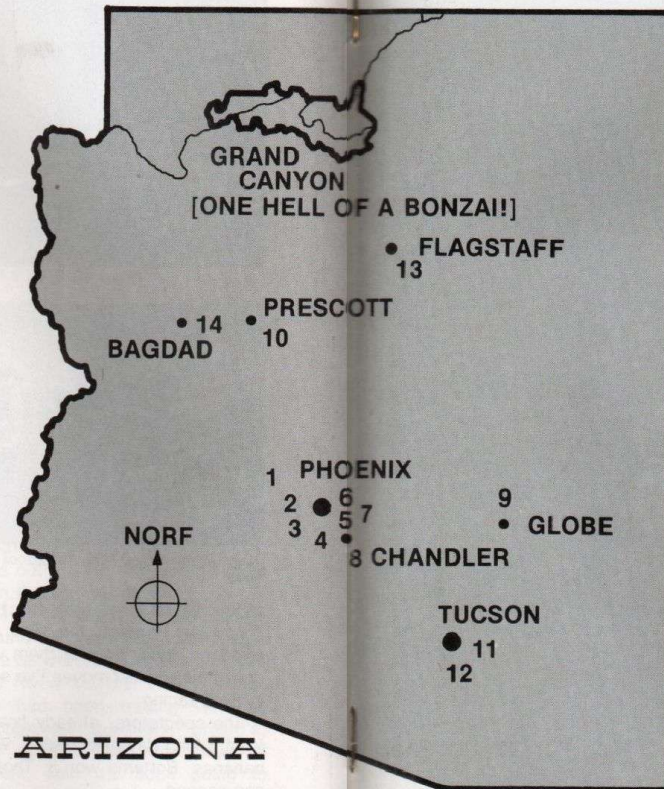 GRAND
CANYON
[ONE HELL OF A BONZAI!]
FLAGSTAFF
13
PRESCOTT
14
10
BAGDAD
1 PHOENIX
6
9
2
7
3
5
GLOBE
NORF
4
8 CHANDLER
TUCSON
11
12
ARIZONA